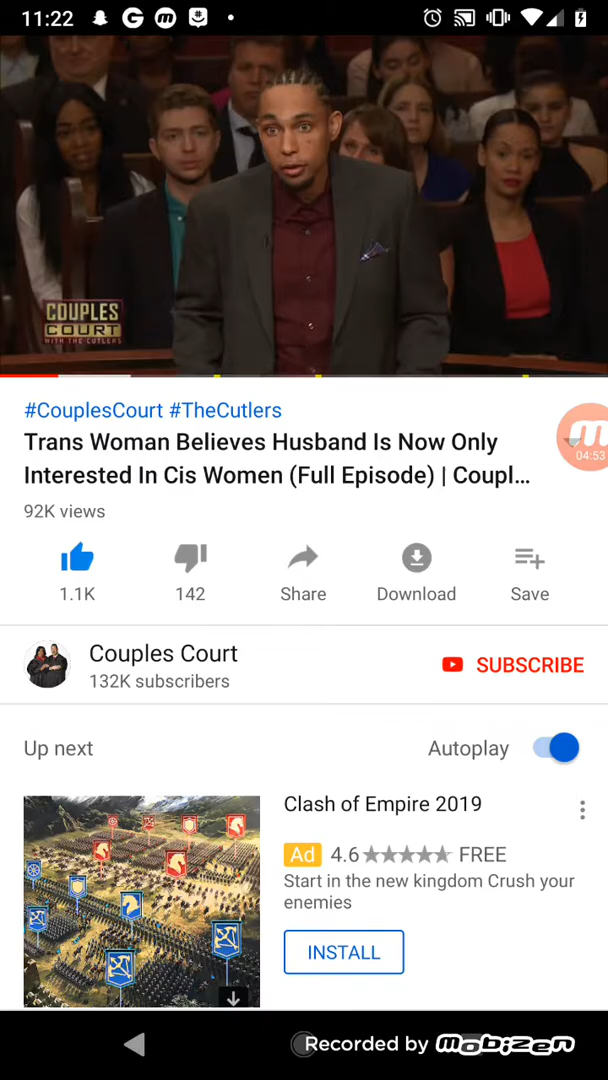 11:22
COUPLES
COURT
WITH THE CUTLERS
#CouplesCourt #TheCutlers
Trans Woman Believes Husband Is Now Only
Interested In Cis Women (Full Episode) | Coupl...
04:53
92K views
1.1K
142
Share
Download
Save
Couples Court
132K subscribers
SUBSCRIBE
Up next
Autoplay
Clash of Empire 2019
Ad 4.6 FREE
Start in the new kingdom Crush your
enemies
INSTALL
Recorded by mobizen